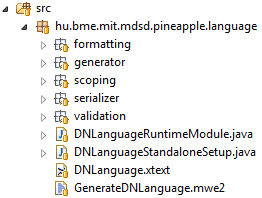 src
hu.bme.mit.mdsd.pineapple.language
formatting
generator
scoping
serializer
validation
DNLanguageRuntimeModule.java
DNLanguageStandaloneSetup.java
DNLanguage.xtext
GenerateDNLanguage.mwe2